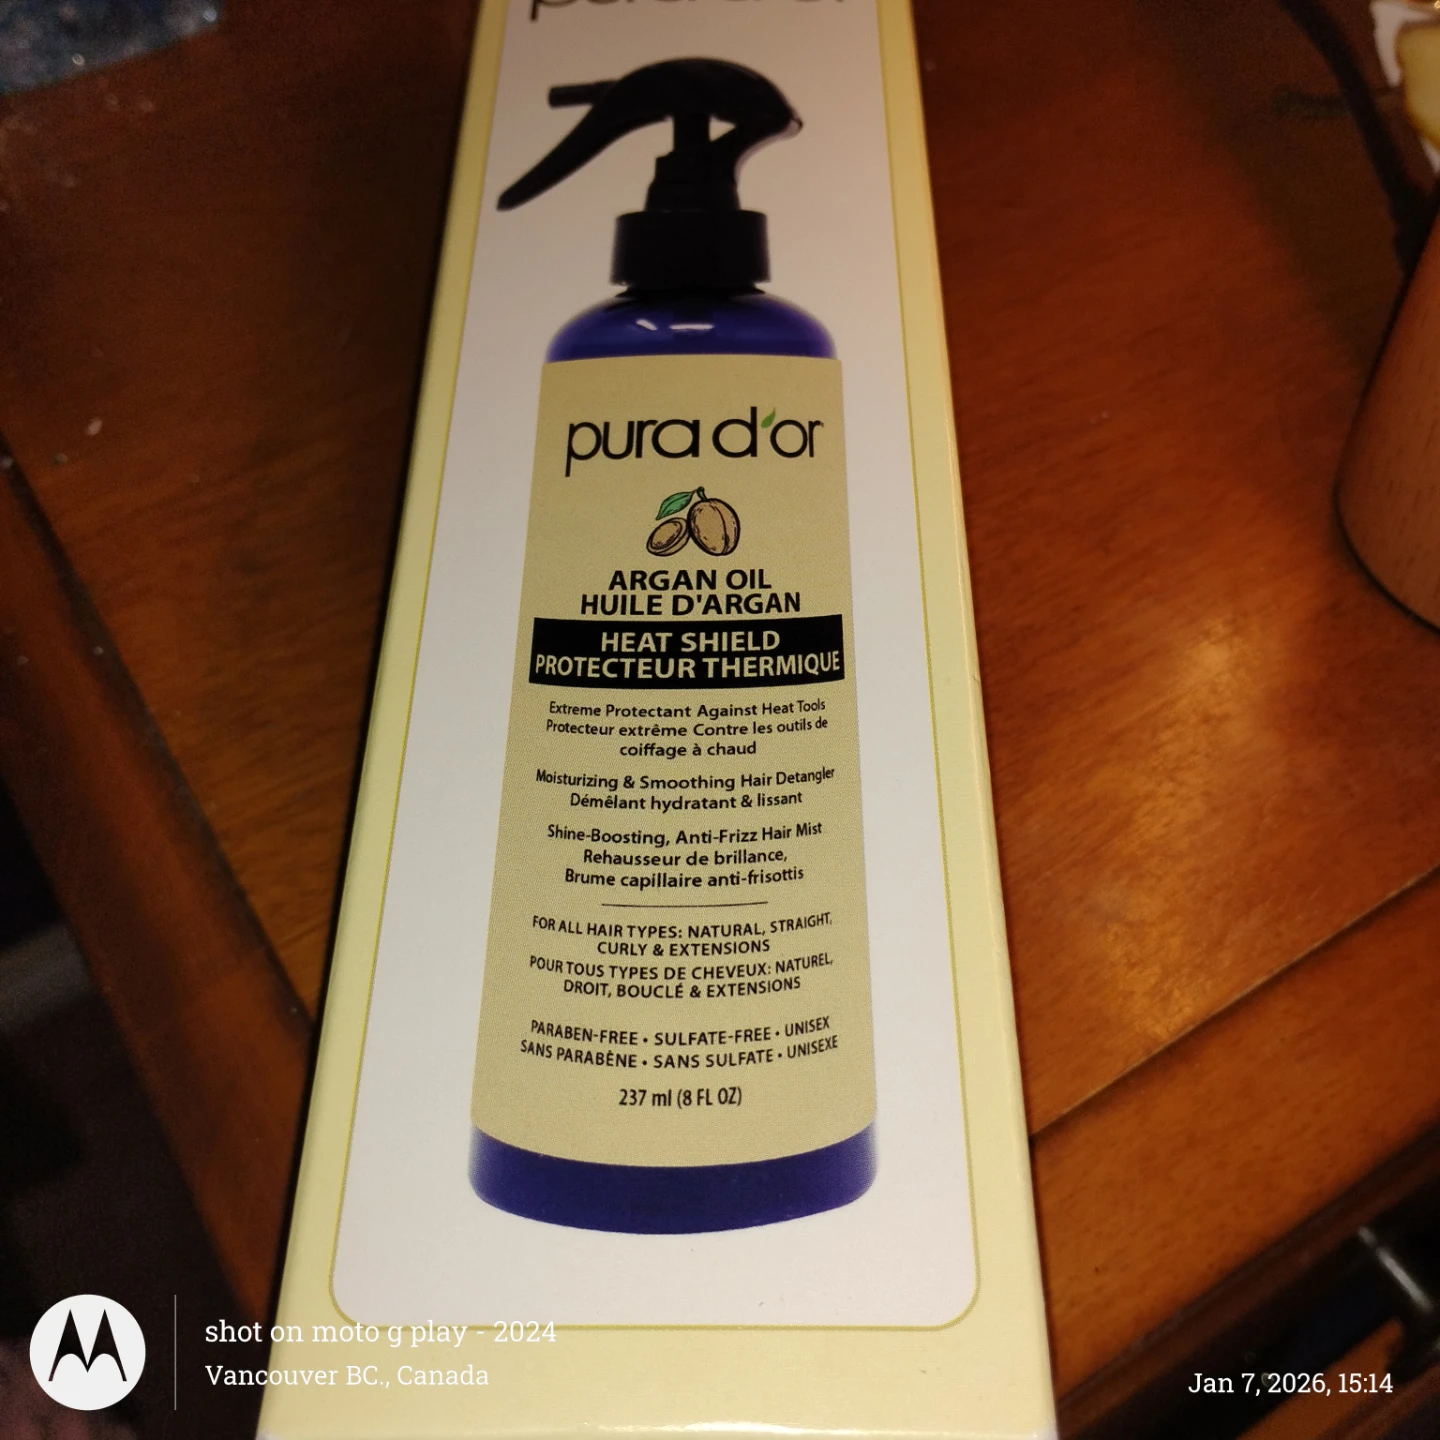 pura d'or
pura d'or
ARGAN OIL
HUILE D'ARGAN
HEAT SHIELD
PROTECTEUR THERMIQUE
Extreme Protectant Against Heat Tools
Protecteur extrême Contre les outils de
coiffage à chaud
Moisturizing & Smoothing Hair Detangler
Démêlant hydratant & lissant
Shine-Boosting, Anti-Frizz Hair Mist
Rehausseur de brillance,
Brume capillaire anti-frisottis
FOR ALL HAIR TYPES: NATURAL, STRAIGHT,
CURLY & EXTENSIONS
POUR TOUS TYPES DE CHEVEUX: NATUREL,
DROIT, BOUCLÉ & EXTENSIONS
PARABEN-FREE • SULFATE-FREE • UNISEX
SANS PARABÈNE • SANS SULFATE • UNISEXE
237 ml (8 FL OZ)
shot on moto g play - 2024
Vancouver BC., Canada
Jan 7, 2026, 15:14